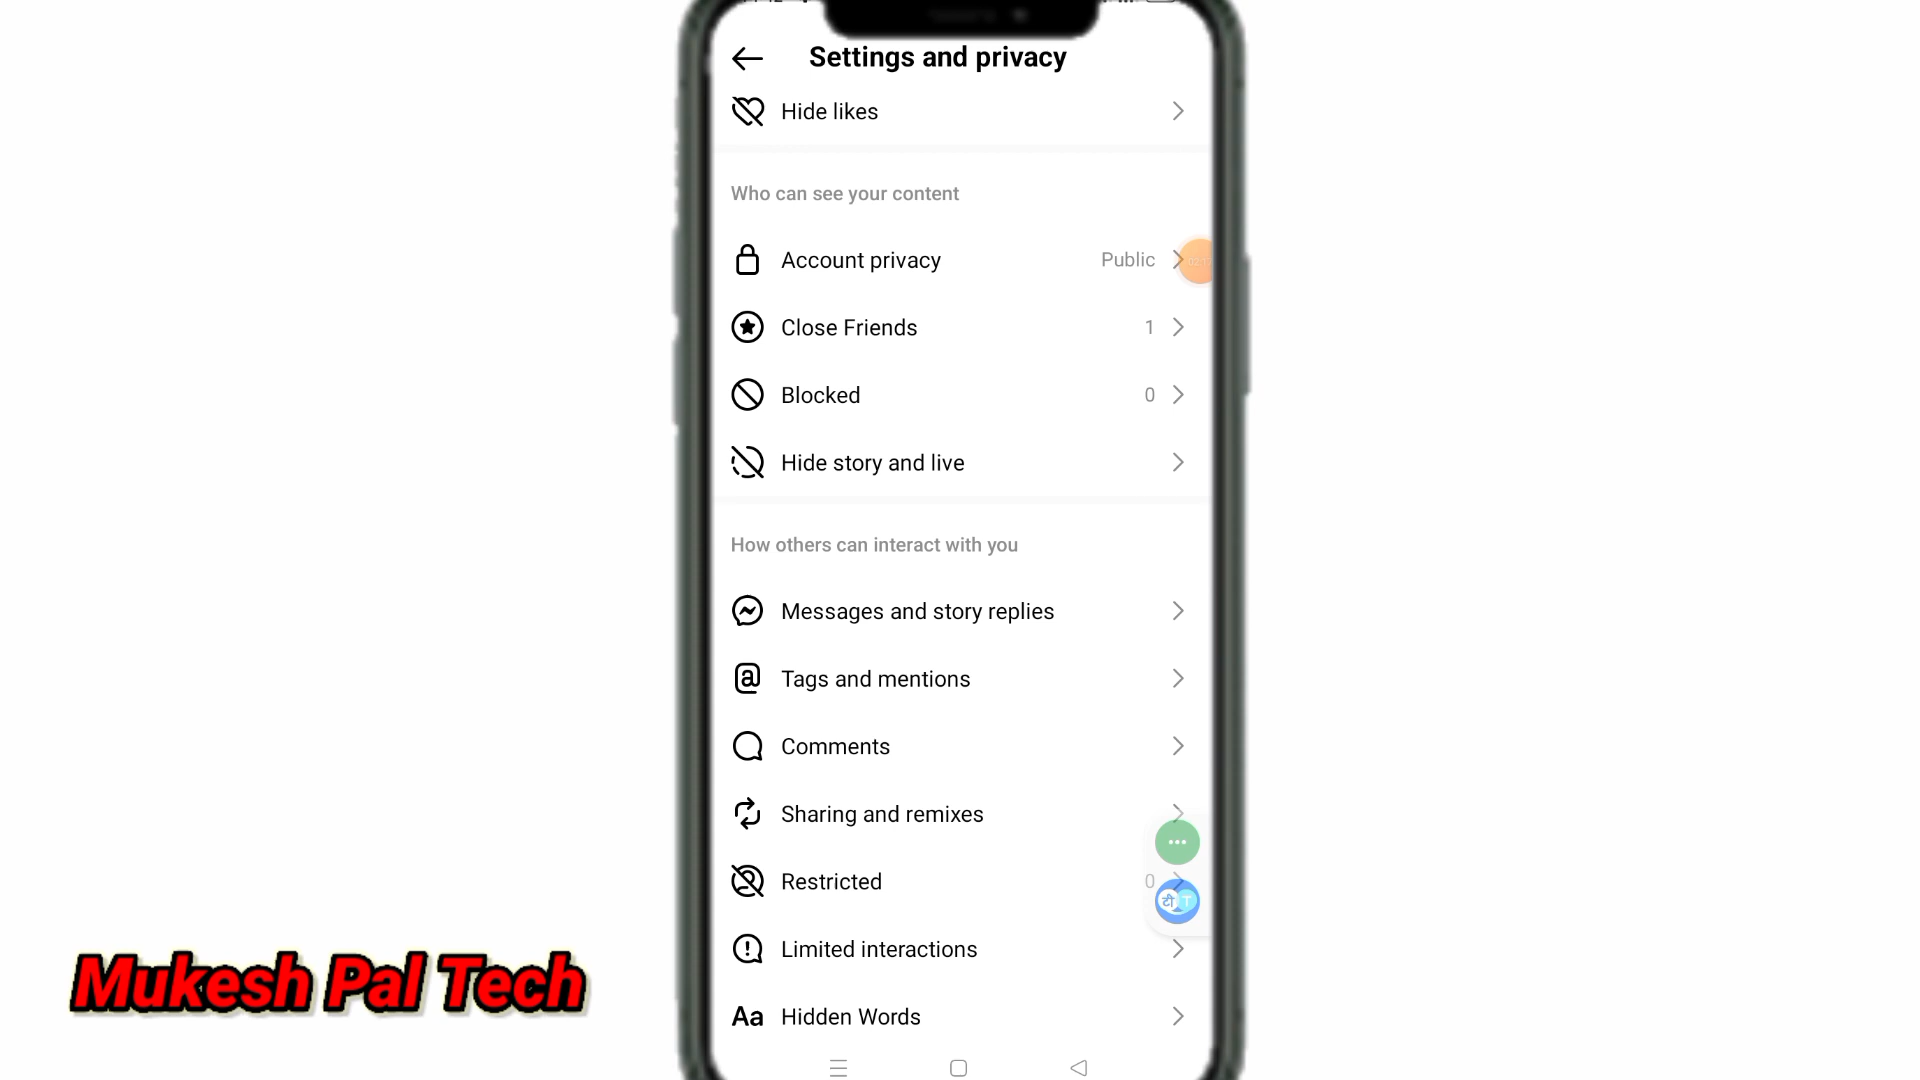 Settings and privacy
Hide likes
Who can see your content
Account privacy Public
Close Friends 1
Blocked 0
Hide story and live
How others can interact with you
Messages and story replies
Tags and mentions
Comments
Sharing and remixes
Restricted 0
टी T
Limited interactions
Aa Hidden Words
Mukesh Pal Tech